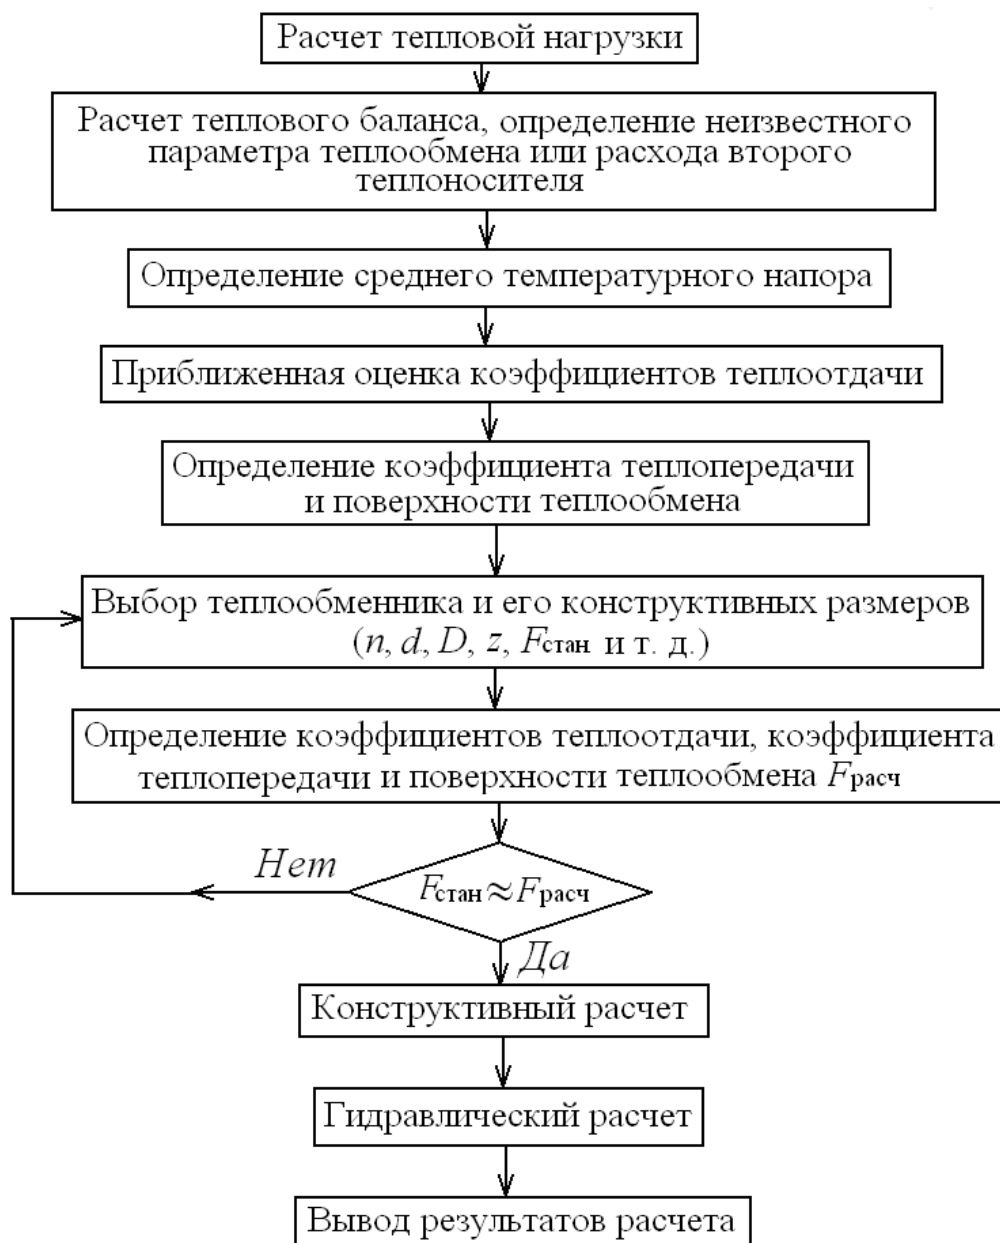 Расчет тепловой нагрузки
Расчет теплового баланса, определение неизвестного
параметра теплообмена или расхода второго
теплоносителя
Определение среднего температурного напора
Приближенная оценка коэффициентов теплоотдачи
Определение коэффициента теплопередачи
и поверхности теплообмена
Выбор теплообменника и его конструктивных размеров
(n, d, D, z, Fстан и т. д.)
Определение коэффициентов теплоотдачи, коэффициента
теплопередачи и поверхности теплообмена Fрасч
Нет
Fстан≈Fрасч
Да
Конструктивный расчет
Гидравлический расчет
Вывод результатов расчета